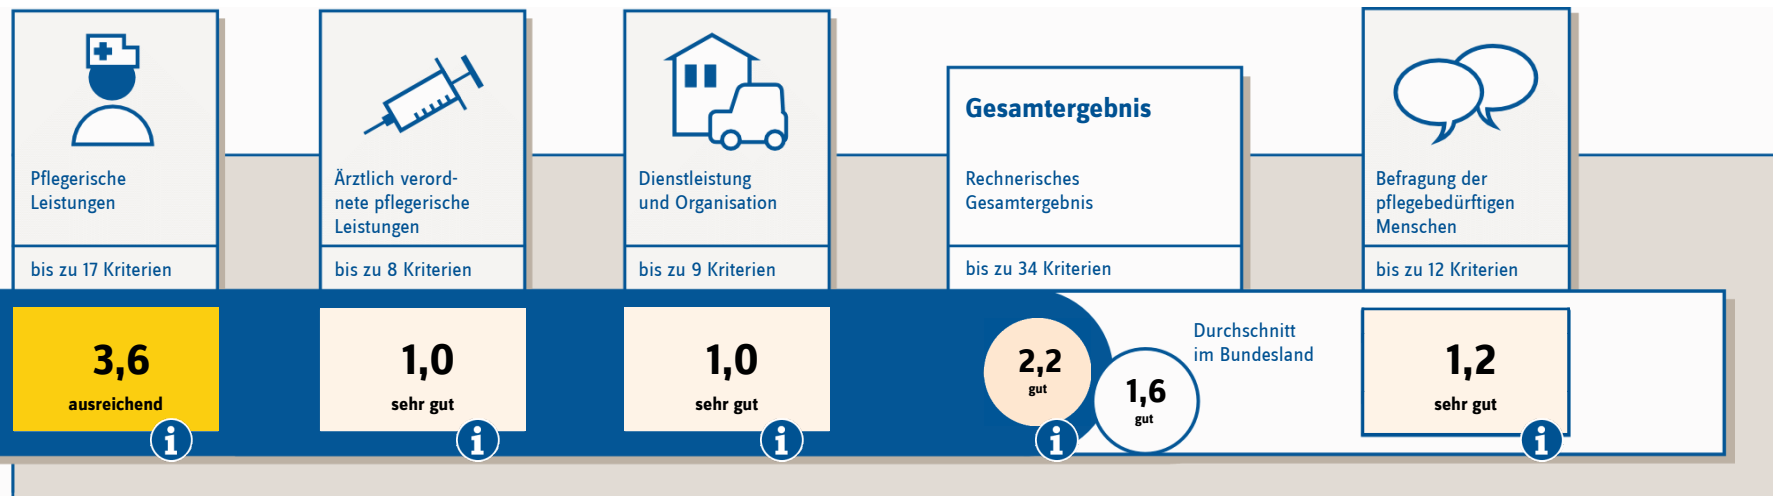 Pflegerische
Leistungen
bis zu 17 Kriterien
3,6
ausreichend
i
Ärztlich verord-
nete pflegerische
Leistungen
bis zu 8 Kriterien
1,0
sehr gut
i
Dienstleistung
und Organisation
bis zu 9 Kriterien
1,0
sehr gut
i
Gesamtergebnis
Rechnerisches
Gesamtergebnis
bis zu 34 Kriterien
2,2
gut
i
1,6
gut
Durchschnitt
im Bundesland
Befragung der
pflegebedürftigen
Menschen
bis zu 12 Kriterien
1,2
sehr gut
i